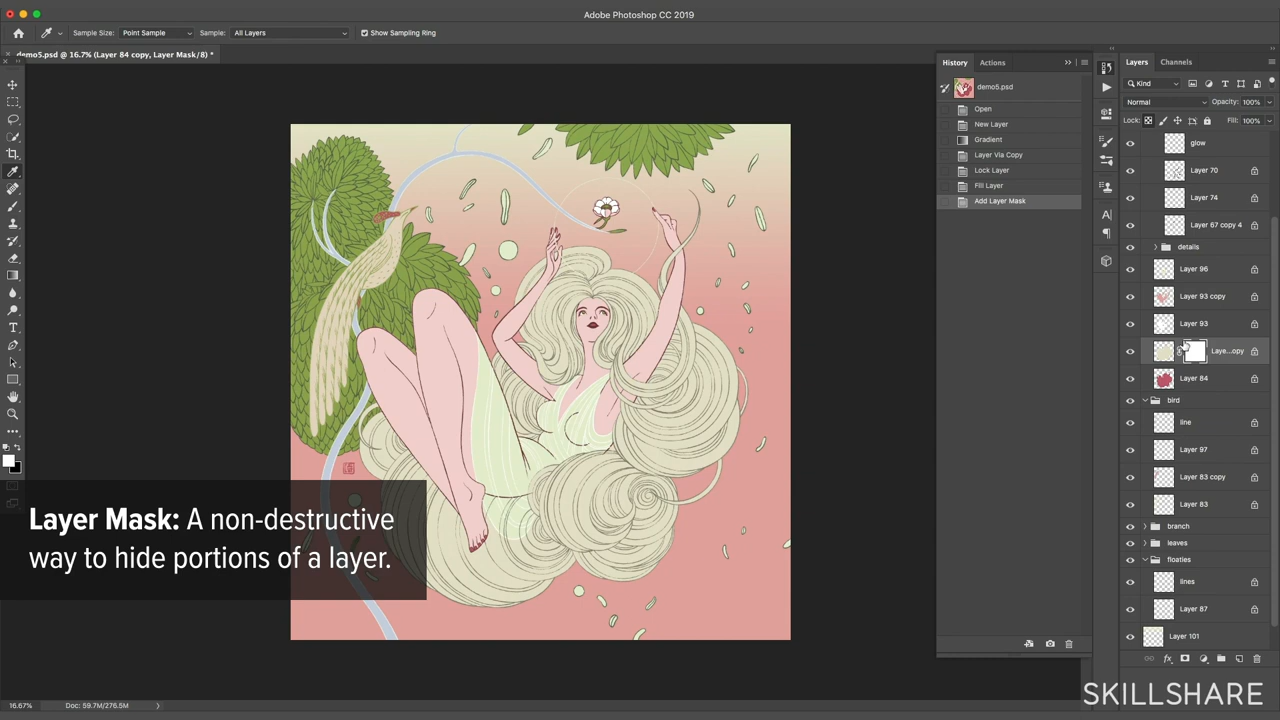 Adobe Photoshop CC 2019
Sample Size: Point Sample Sample: All Layers Show Sampling Ring
demo5.psd @ 16.7% (Layer 84 copy, Layer Mask/8) *
History Actions
demo5.psd
Open
New Layer
Gradient
Layer Via Copy
Lock Layer
Fill Layer
Add Layer Mask
Layers Channels
Kind
Normal Opacity: 100%
Lock: Fill: 100%
glow
Layer 70
Layer 74
Layer 67 copy 4
details
Layer 96
Layer 93 copy
Layer 93
Laye...opy
Layer 84
bird
line
Layer 97
Layer 83 copy
Layer 83
branch
leaves
floaties
lines
Layer 87
Layer 101
Layer Mask: A non-destructive
way to hide portions of a layer.
16.67% Doc: 59.7M/276.5M
SKILLSHARE